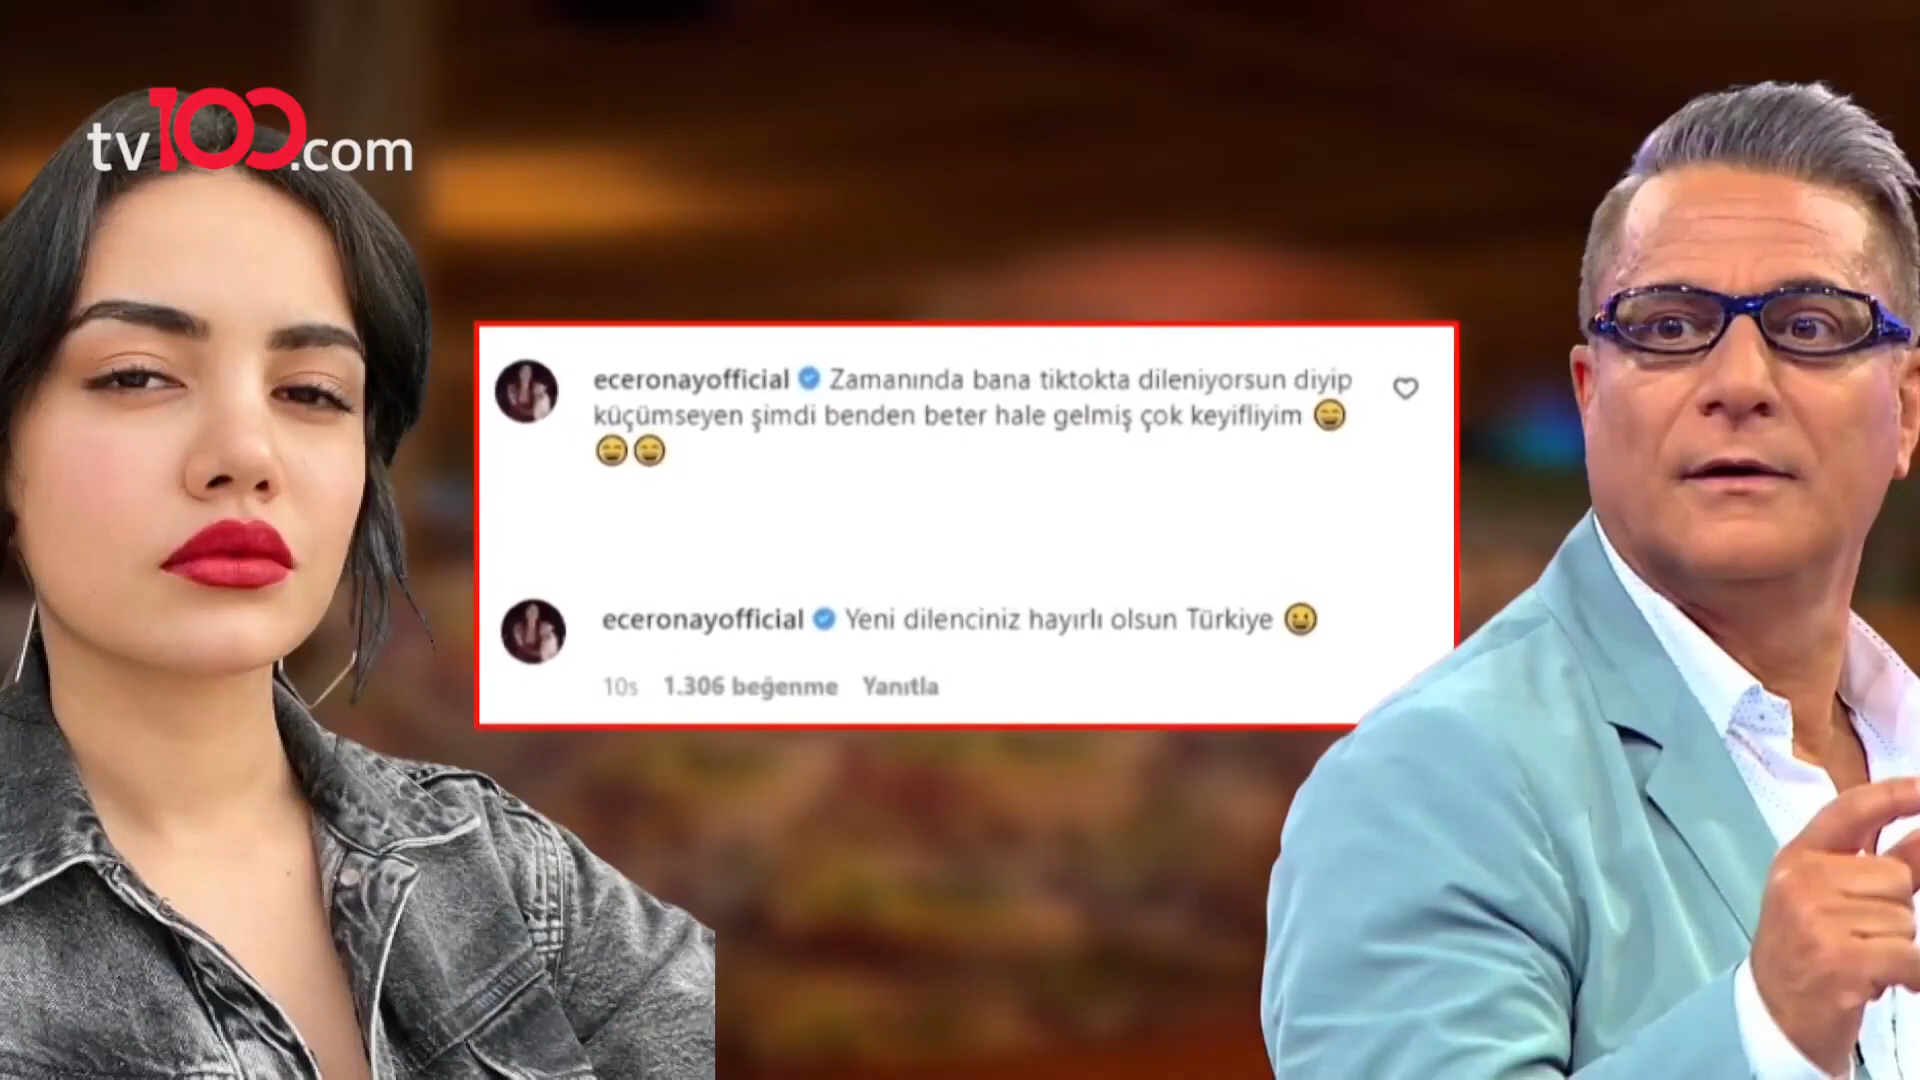 tv100.com
eceronayofficial Zamanında bana tiktokta dileniyorsun diyip
küçümseyen şimdi benden beter hale gelmiş çok keyifliyim 😄
😄😄
eceronayofficial Yeni dilenciniz hayırlı olsun Türkiye 😀
10s 1.306 beğenme Yanıtla